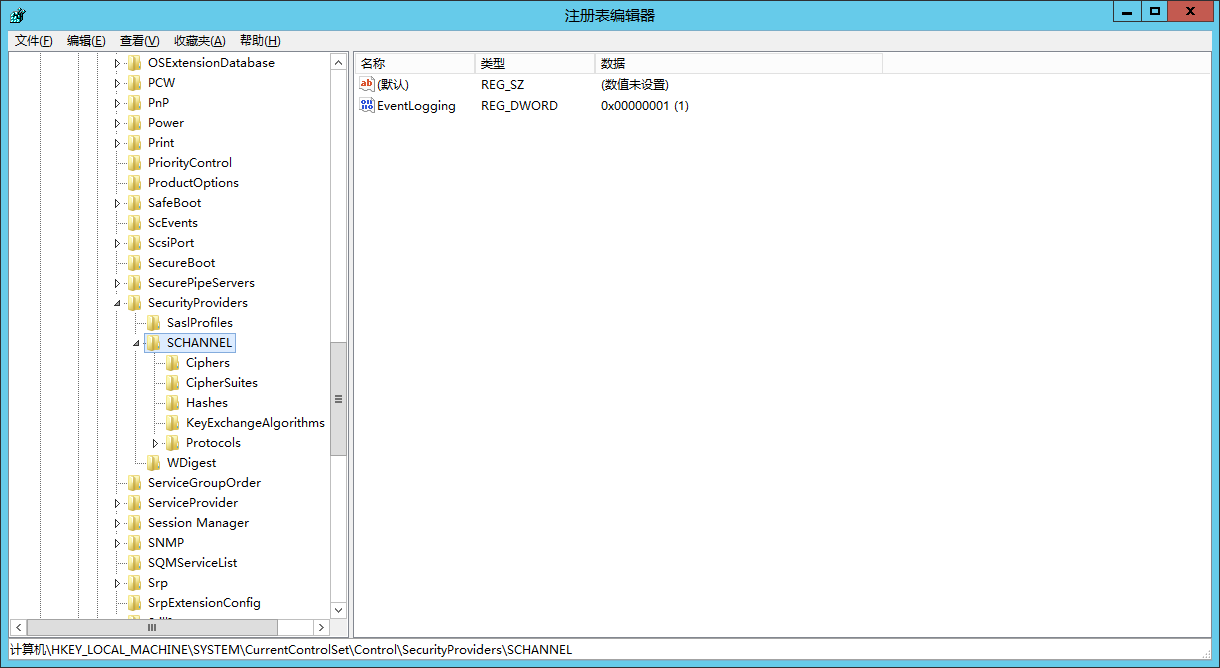 注册表编辑器
文件(F) 编辑(E) 查看(V) 收藏夹(A) 帮助(H)
OSExtensionDatabase
PCW
PnP
Power
Print
PriorityControl
ProductOptions
SafeBoot
ScEvents
ScsiPort
SecureBoot
SecurePipeServers
SecurityProviders
SaslProfiles
SCHANNEL
Ciphers
CipherSuites
Hashes
KeyExchangeAlgorithms
Protocols
WDigest
ServiceGroupOrder
ServiceProvider
Session Manager
SNMP
SQMServiceList
Srp
SrpExtensionConfig
名称 类型 数据
(默认) REG_SZ (数值未设置)
EventLogging REG_DWORD 0x00000001 (1)
计算机\HKEY_LOCAL_MACHINE\SYSTEM\CurrentControlSet\Control\SecurityProviders\SCHANNEL